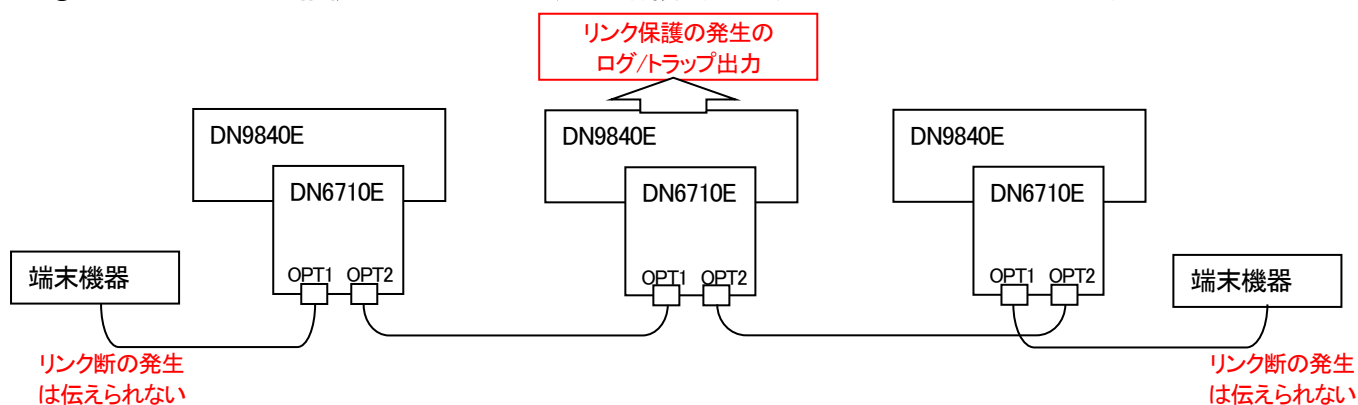 リンク保護の発生の
ログ/トラップ出力
DN9840E
DN9840E
DN9840E
DN6710E
DN6710E
DN6710E
端末機器
OPT1 OPT2
OPT1 OPT2
OPT1 OPT2
端末機器
リンク断の発生
は伝えられない
リンク断の発生
は伝えられない